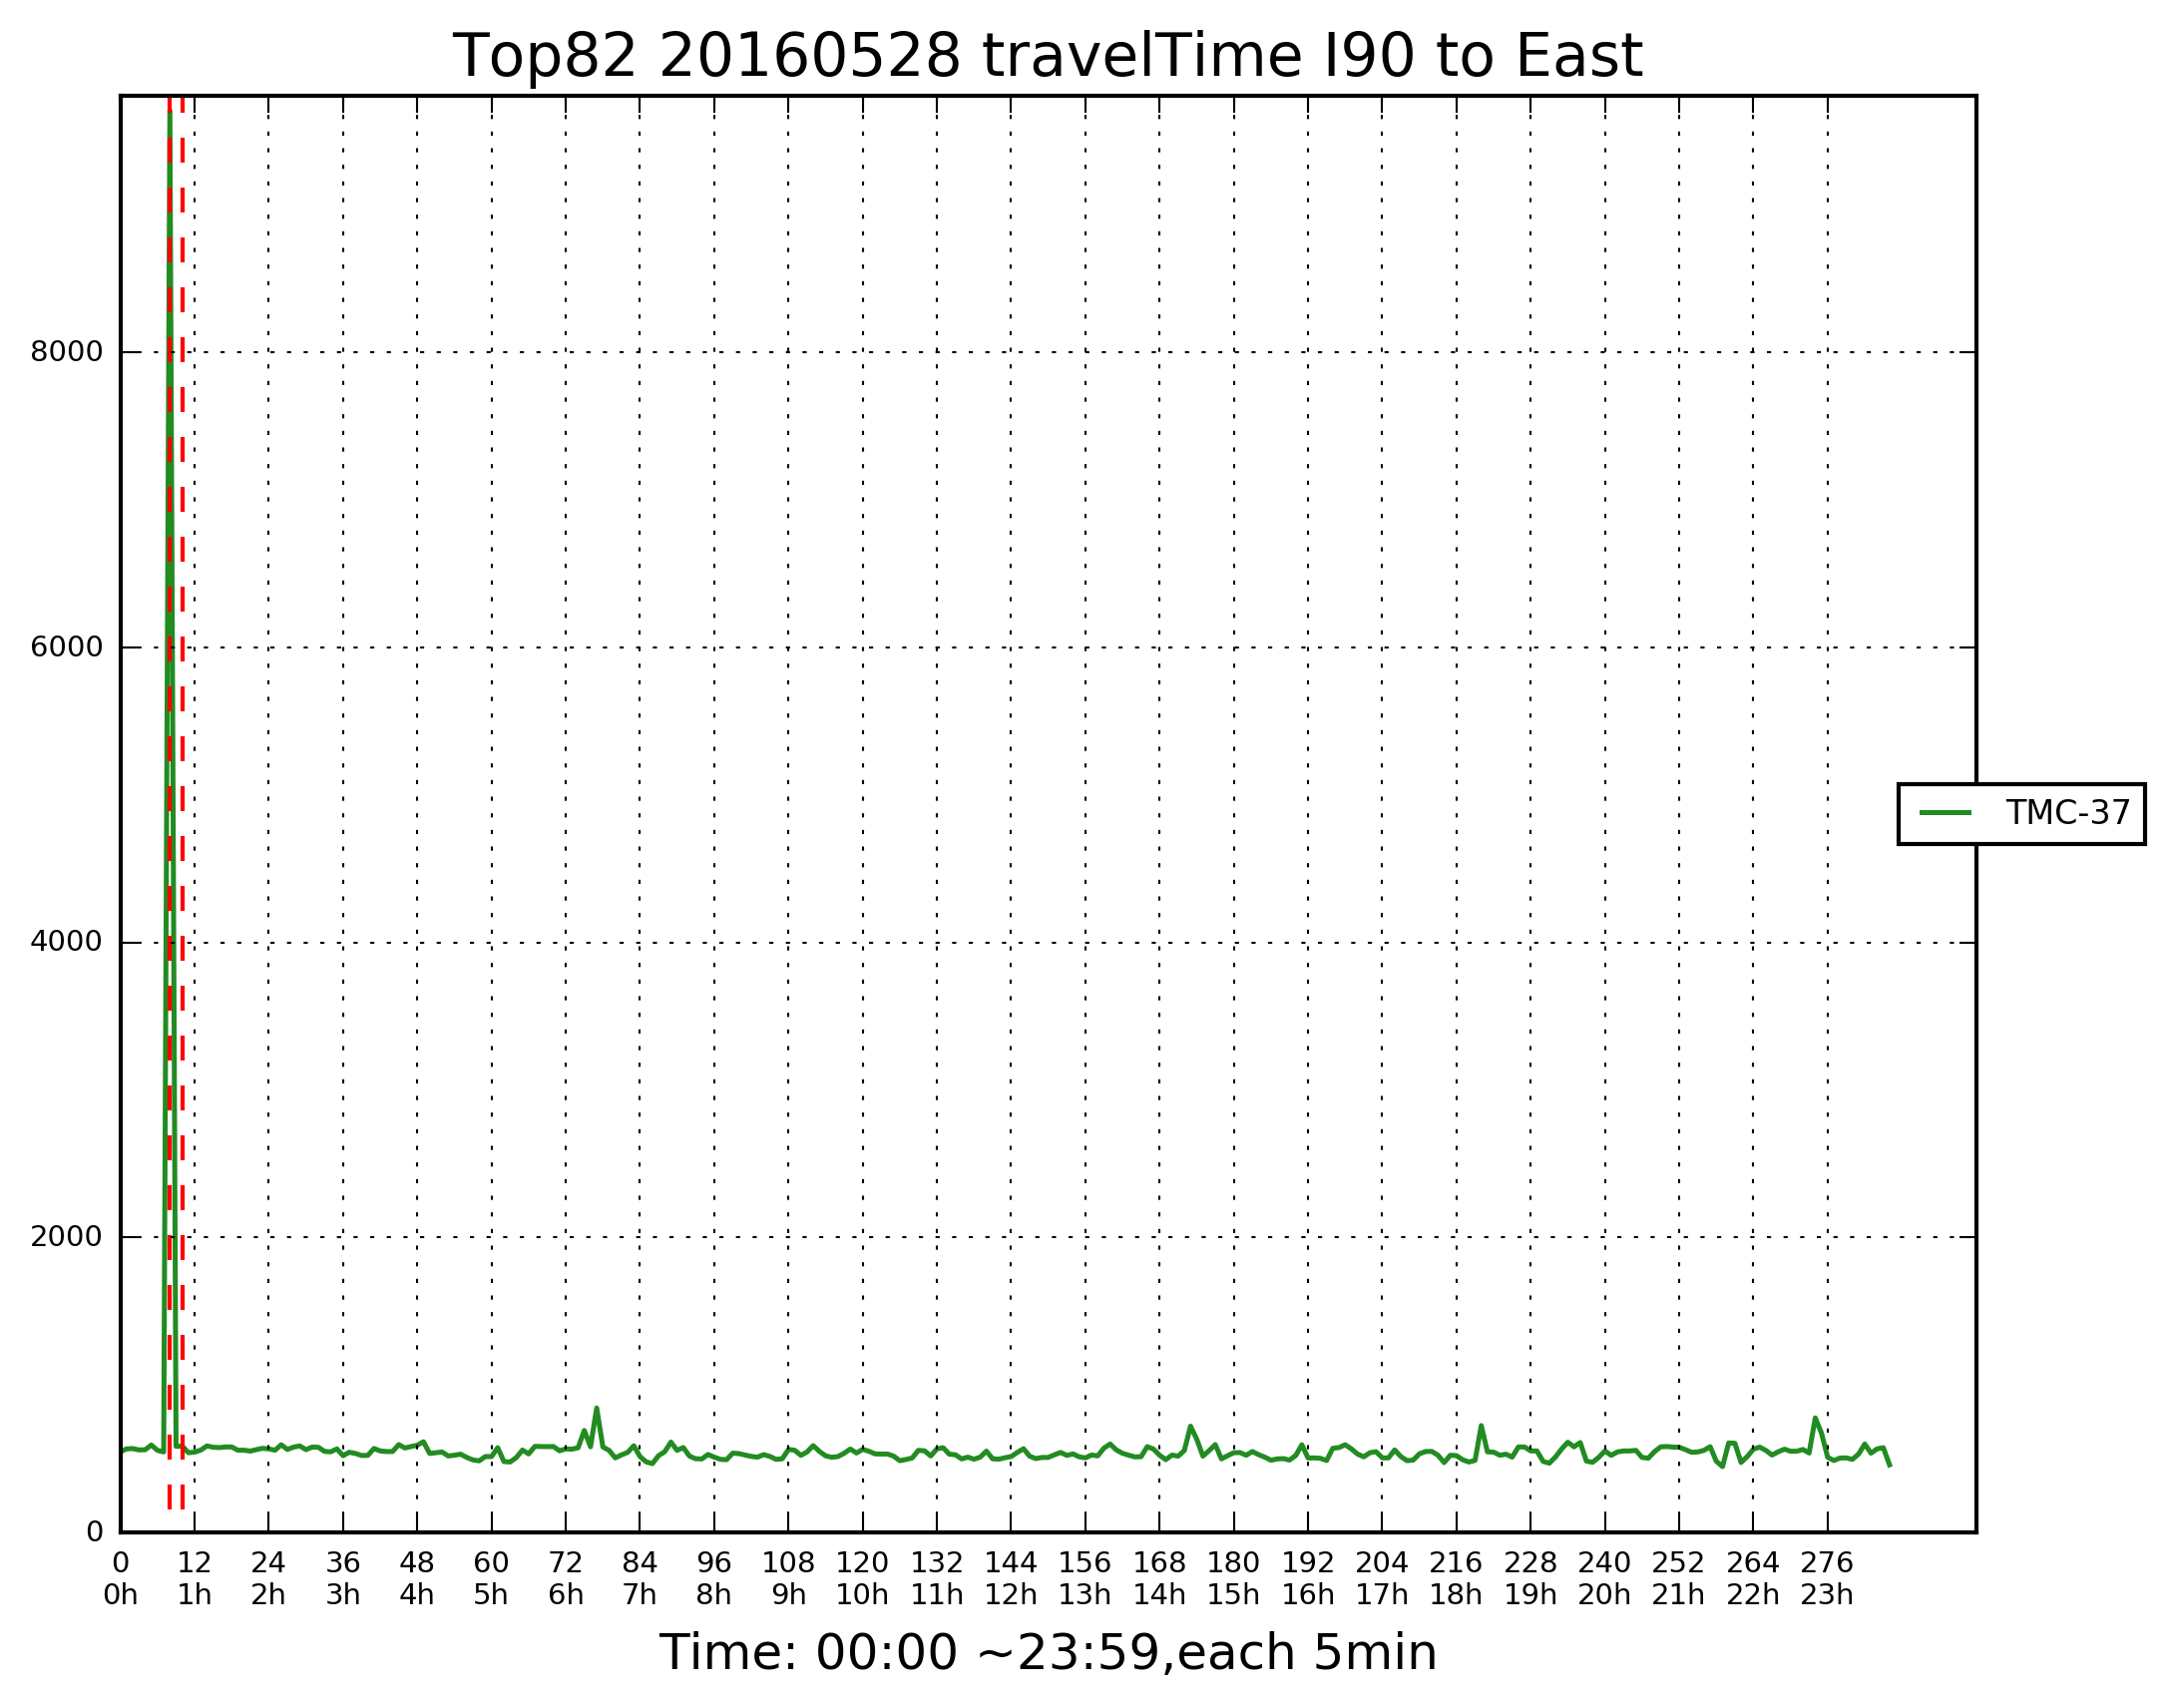 Top82 20160528 travelTime I90 to East
8000
6000
4000
2000
0
TMC-37
0 12 24 36 48 60 72 84 96 108 120 132 144 156 168 180 192 204 216 228 240 252 264 276
0h 1h 2h 3h 4h 5h 6h 7h 8h 9h 10h 11h 12h 13h 14h 15h 16h 17h 18h 19h 20h 21h 22h 23h
Time: 00:00 ~23:59,each 5min